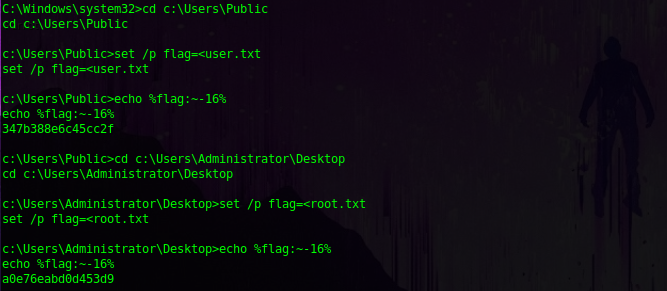 C:\Windows\system32>cd c:\Users\Public
cd c:\Users\Public
c:\Users\Public>set /p flag=<user.txt
set /p flag=<user.txt
c:\Users\Public>echo %flag:~-16%
echo %flag:~-16%
347b388e6c45cc2f
c:\Users\Public>cd c:\Users\Administrator\Desktop
cd c:\Users\Administrator\Desktop
c:\Users\Administrator\Desktop>set /p flag=<root.txt
set /p flag=<root.txt
c:\Users\Administrator\Desktop>echo %flag:~-16%
echo %flag:~-16%
a0e76eabd0d453d9